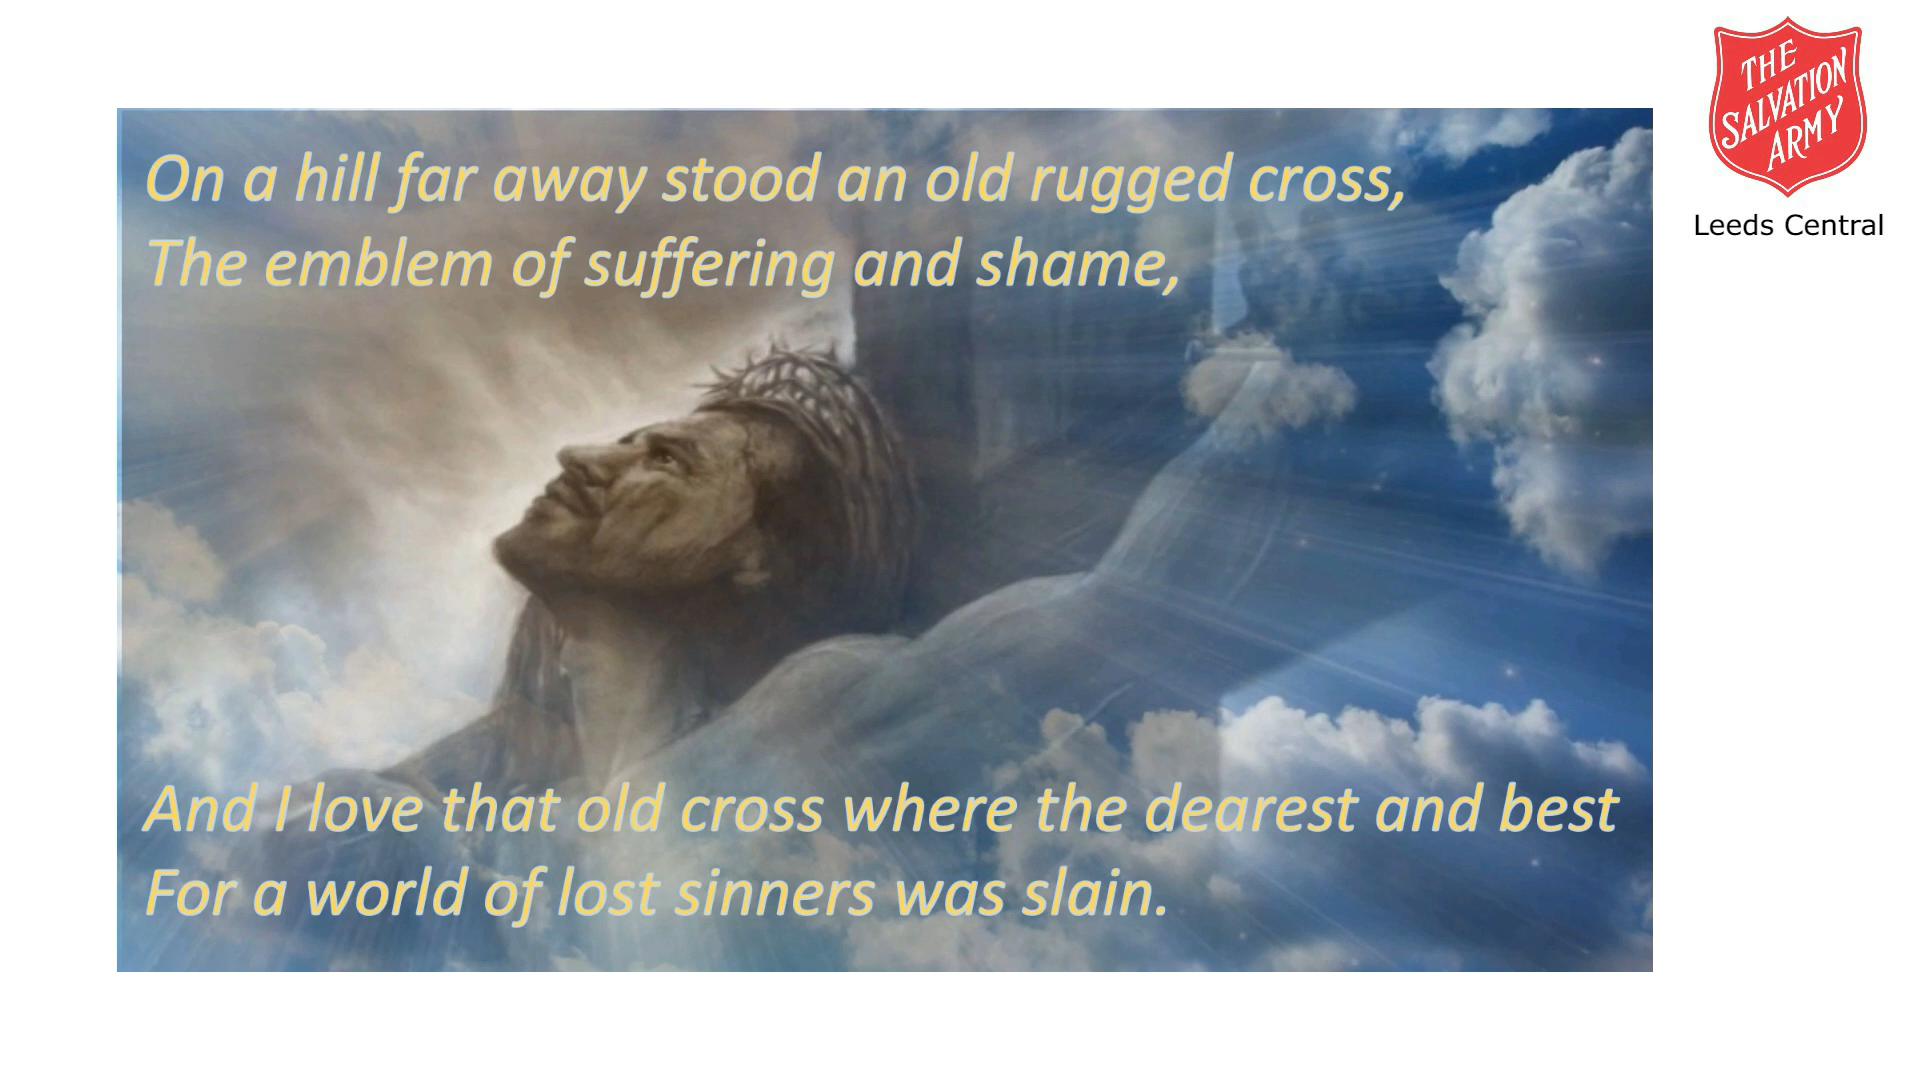 On a hill far away stood an old rugged cross,
The emblem of suffering and shame,
And I love that old cross where the dearest and best
For a world of lost sinners was slain.
THE
SALVATION
ARMY
Leeds Central